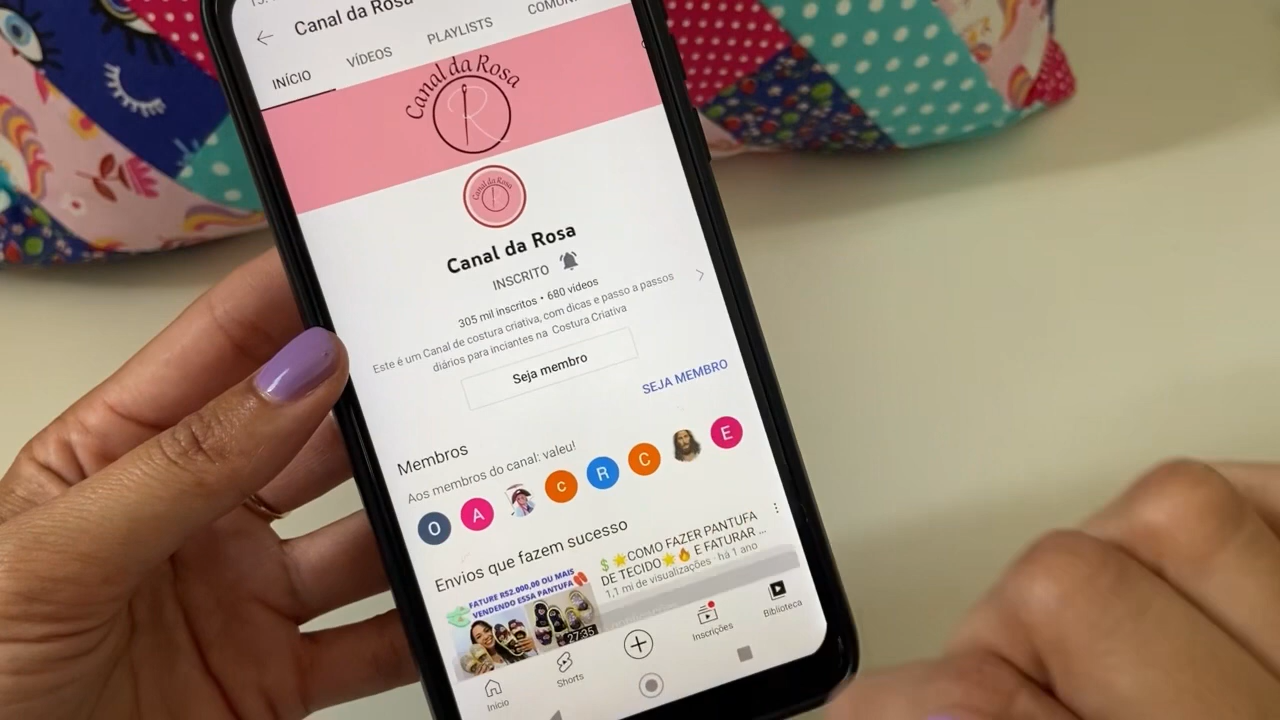 Canal da Rosa
INÍCIO
VÍDEOS
PLAYLISTS
Canal da Rosa
R
Canal da Rosa
Canal da Rosa
INSCRITO
305 mil inscritos • 680 vídeos
Este é um Canal de costura criativa, com dicas e passo a passos
diários para inciantes na Costura Criativa
Seja membro
SEJA MEMBRO
Membros
Aos membros do canal: valeu!
O A C R C E
Envios que fazem sucesso
FATURE R$2.000,00 OU MAIS
VENDENDO ESSA PANTUFA
27:35
$⭐COMO FAZER PANTUFA
DE TECIDO⭐🔥 E FATURAR ...
1,1 mi de visualizações · há 1 ano
Início
Shorts
Inscrições
Biblioteca